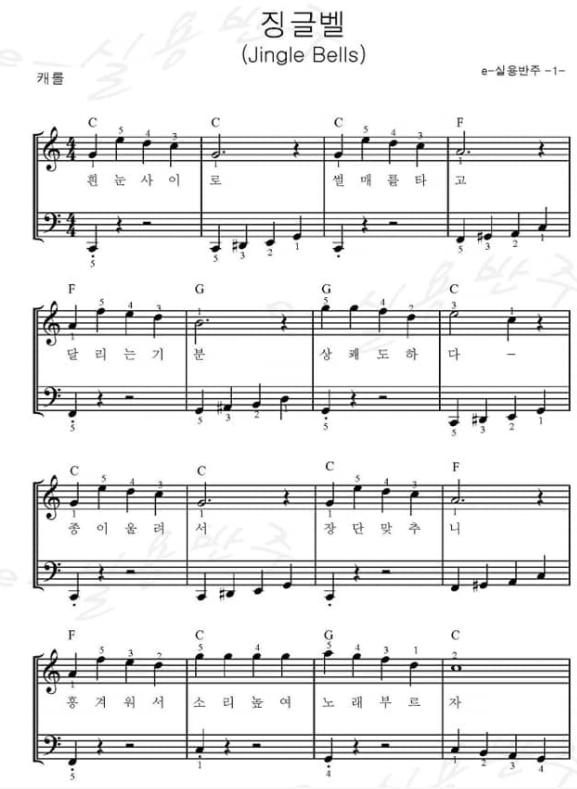 징글벨
(Jingle Bells)
캐롤
e-실용반주 -1-
C C C F
흰 눈 사 이 로 썰 매 를 타 고
F G G C
달 리 는 기 분 상 쾌 도 하 다 -
C C C F
종 이 울 려 서 장 단 맞 추 니
F C G C
흥 겨 워 서 소 리 높 여 노 래 부 르 자